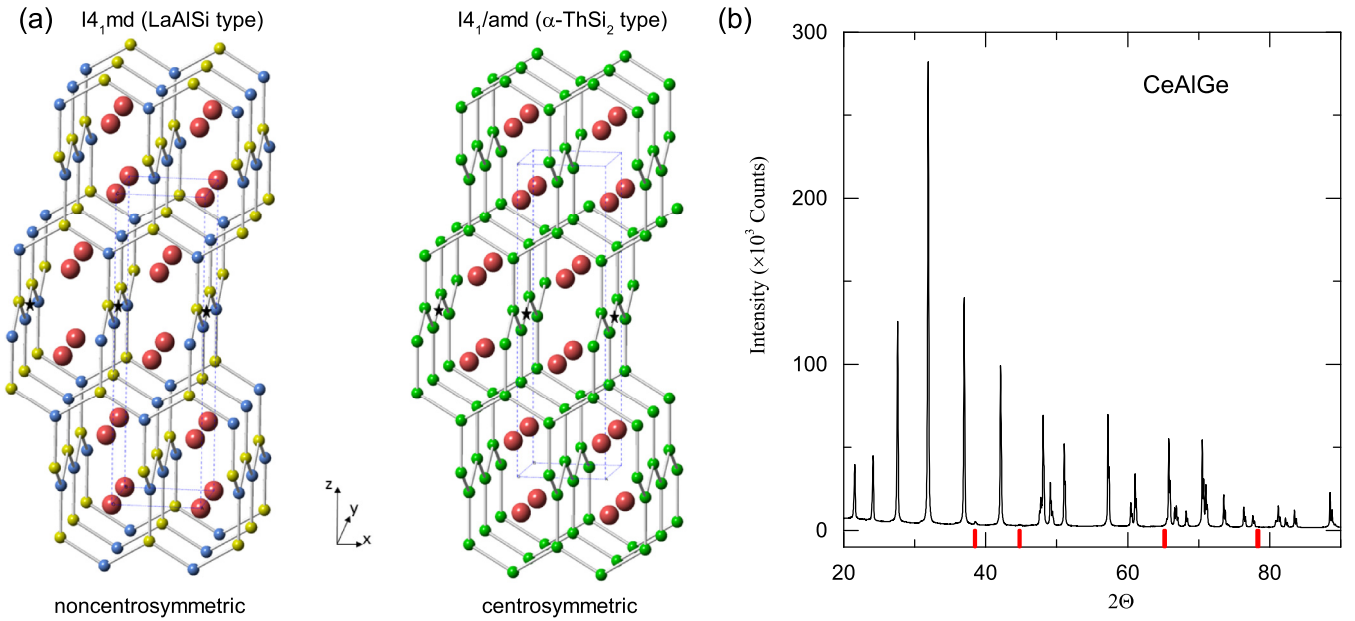 (a)
I4₁md (LaAlSi type)
I4₁/amd (α-ThSi₂ type)
z
y
x
noncentrosymmetric
centrosymmetric
(b)
300
200
100
0
Intensity (×10³ Counts)
CeAlGe
20
40
60
80
2Θ